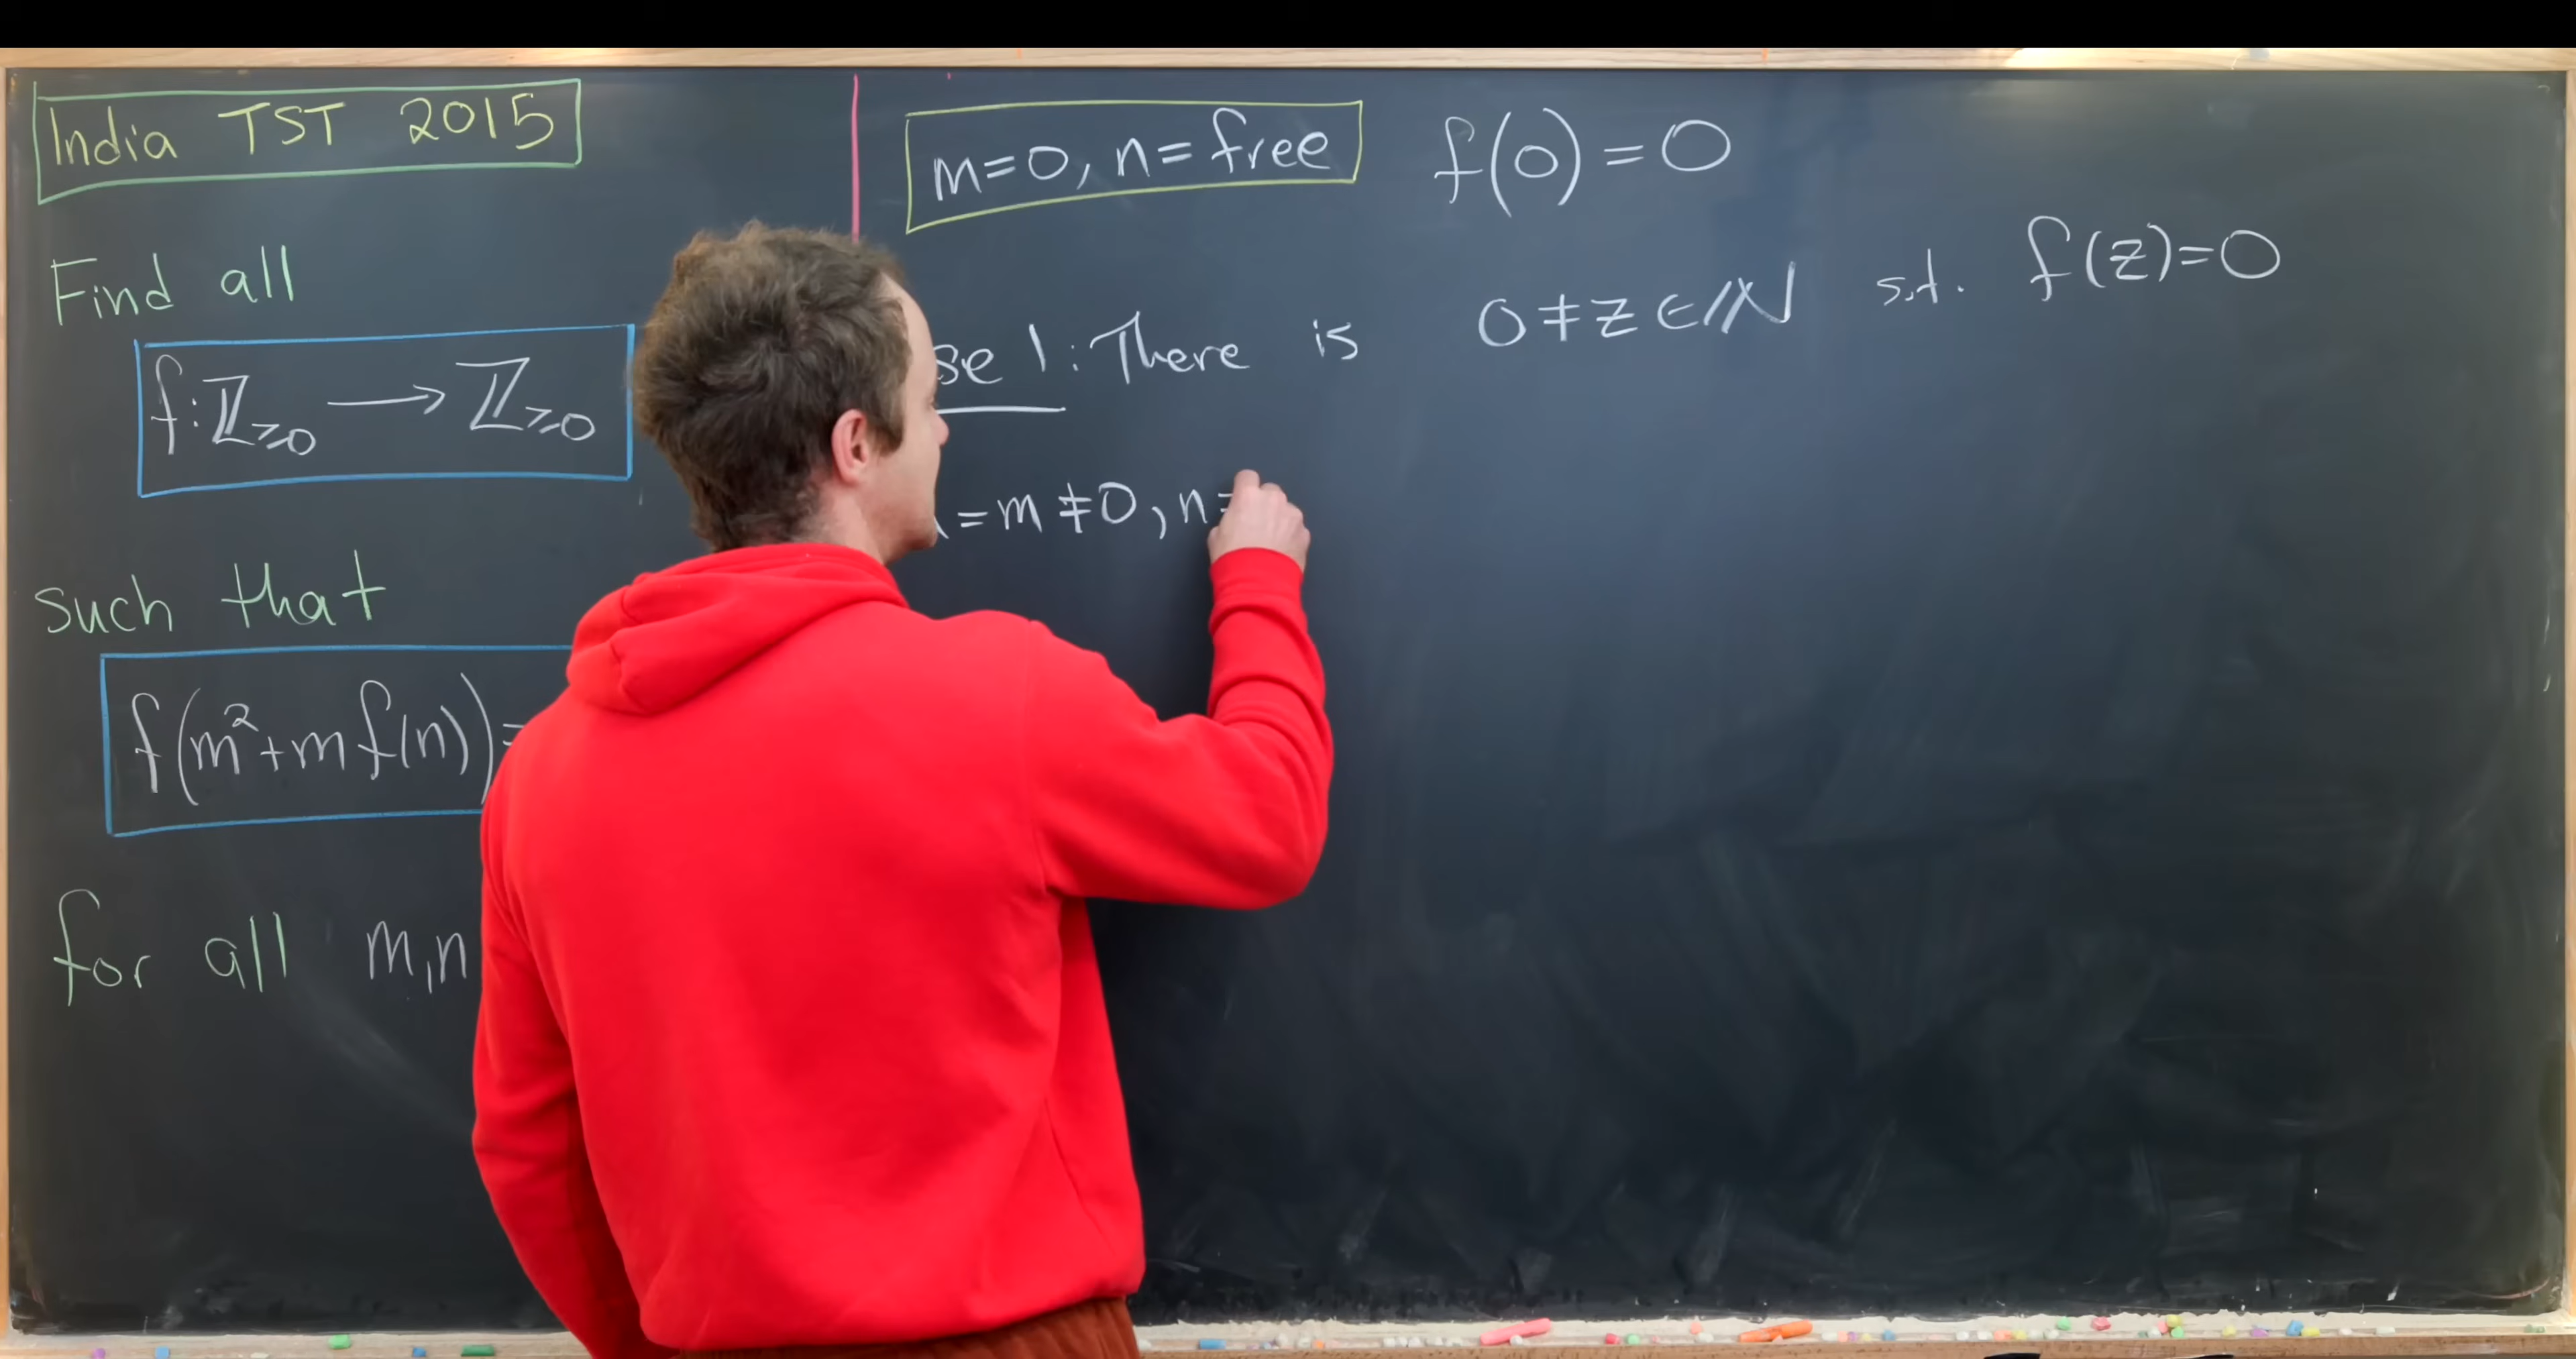 India TST 2015
Find all
f:ℤ≥0 → ℤ≥0
such that
f(m²+mf(n))=
for all m,n
m=0, n=free f(0)=0
se 1: There is 0≠z∈ℕ s.t. f(z)=0
=m≠0, n=